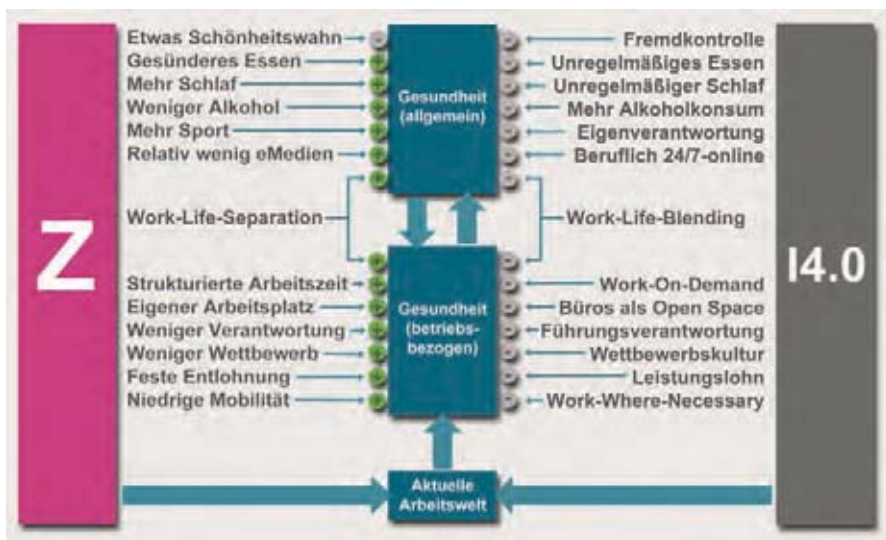 Z
Etwas Schönheitswahn
Gesünderes Essen
Mehr Schlaf
Weniger Alkohol
Mehr Sport
Relativ wenig eMedien
Work-Life-Separation
Strukturierte Arbeitszeit
Eigener Arbeitsplatz
Weniger Verantwortung
Weniger Wettbewerb
Feste Entlohnung
Niedrige Mobilität
Gesundheit
(allgemein)
Gesundheit
(betriebs-
bezogen)
Aktuelle
Arbeitswelt
Fremdkontrolle
Unregelmäßiges Essen
Unregelmäßiger Schlaf
Mehr Alkoholkonsum
Eigenverantwortung
Beruflich 24/7-online
Work-Life-Blending
Work-On-Demand
Büros als Open Space
Führungsverantwortung
Wettbewerbskultur
Leistungslohn
Work-Where-Necessary
I4.0